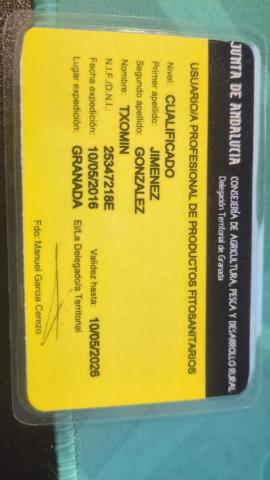 JUNTA DE ANDALUCIA CONSEJERÍA DE AGRICULTURA, PESCA Y DESARROLLO RURAL
Delegación Territorial de Granada
USUARIO/A PROFESIONAL DE PRODUCTOS FITOSANITARIOS
Nivel: CUALIFICADO
Primer apellido: JIMENEZ
Segundo apellido: GONZALEZ
Nombre: TXOMIN
N.I.F./D.N.I.: 25347218E
Fecha expedición: 10/05/2016 Validez hasta: 10/05/2026
Lugar expedición: GRANADA El/La Delegado/a Territorial
Fdo: Manuel García Cerezo